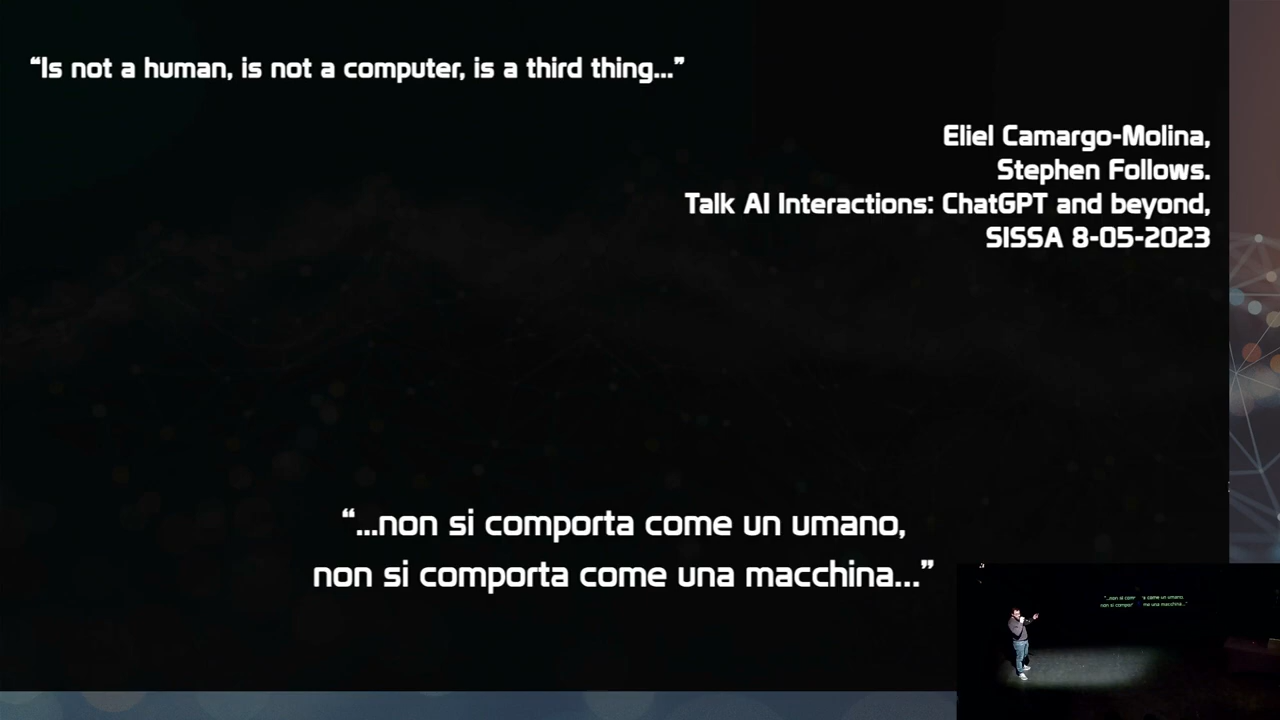 “Is not a human, is not a computer, is a third thing...”
Eliel Camargo-Molina,
Stephen Follows.
Talk AI Interactions: ChatGPT and beyond,
SISSA 8-05-2023
“...non si comporta come un umano,
non si comporta come una macchina...”